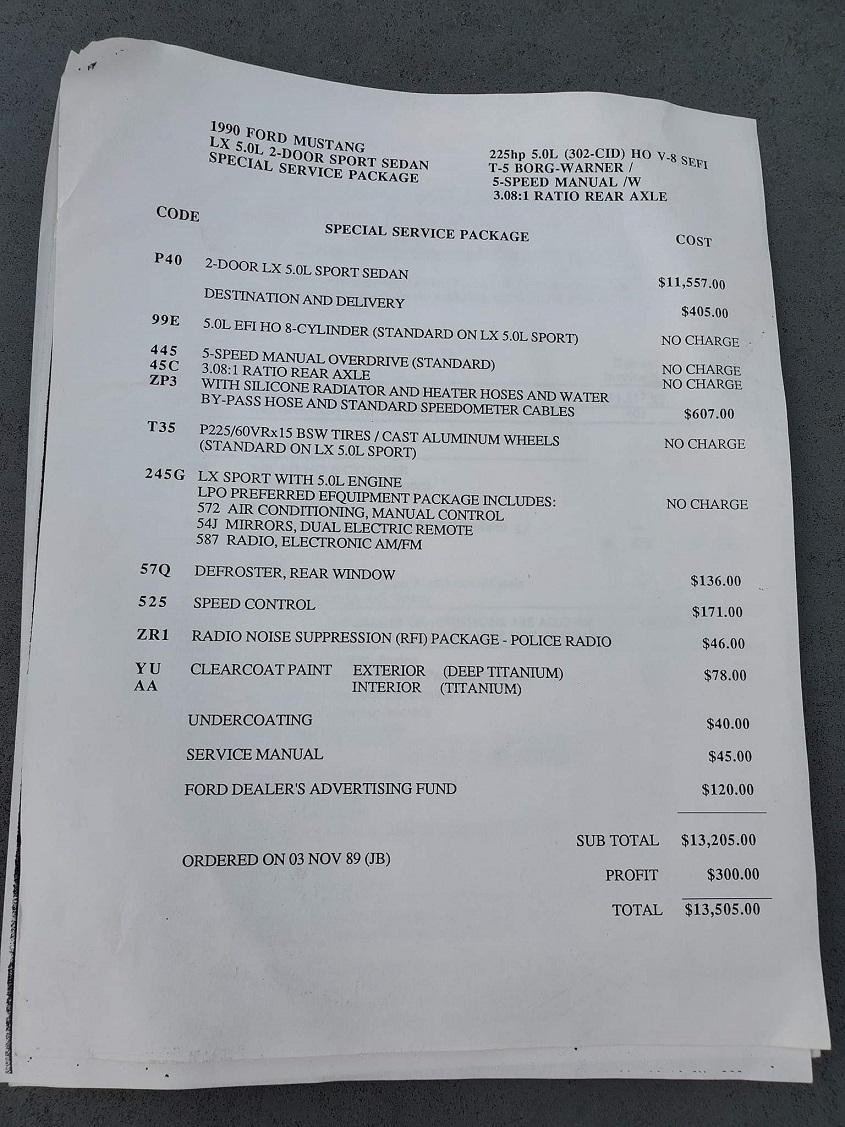 1990 FORD MUSTANG
LX 5.0L 2-DOOR SPORT SEDAN
SPECIAL SERVICE PACKAGE
225hp 5.0L (302-CID) HO V-8 SEFI
T-5 BORG-WARNER /
5-SPEED MANUAL /W
3.08:1 RATIO REAR AXLE
CODE SPECIAL SERVICE PACKAGE COST
P40 2-DOOR LX 5.0L SPORT SEDAN $11,557.00
DESTINATION AND DELIVERY $405.00
99E 5.0L EFI HO 8-CYLINDER (STANDARD ON LX 5.0L SPORT) NO CHARGE
445 5-SPEED MANUAL OVERDRIVE (STANDARD) NO CHARGE
45C 3.08:1 RATIO REAR AXLE NO CHARGE
ZP3 WITH SILICONE RADIATOR AND HEATER HOSES AND WATER
BY-PASS HOSE AND STANDARD SPEEDOMETER CABLES $607.00
T35 P225/60VRx15 BSW TIRES / CAST ALUMINUM WHEELS NO CHARGE
(STANDARD ON LX 5.0L SPORT)
245G LX SPORT WITH 5.0L ENGINE
LPO PREFERRED EFQUIPMENT PACKAGE INCLUDES: NO CHARGE
572 AIR CONDITIONING, MANUAL CONTROL
54J MIRRORS, DUAL ELECTRIC REMOTE
587 RADIO, ELECTRONIC AM/FM
57Q DEFROSTER, REAR WINDOW $136.00
525 SPEED CONTROL $171.00
ZR1 RADIO NOISE SUPPRESSION (RFI) PACKAGE - POLICE RADIO $46.00
YU CLEARCOAT PAINT EXTERIOR (DEEP TITANIUM) $78.00
AA INTERIOR (TITANIUM)
UNDERCOATING $40.00
SERVICE MANUAL $45.00
FORD DEALER'S ADVERTISING FUND $120.00
SUB TOTAL $13,205.00
ORDERED ON 03 NOV 89 (JB)
PROFIT $300.00
TOTAL $13,505.00